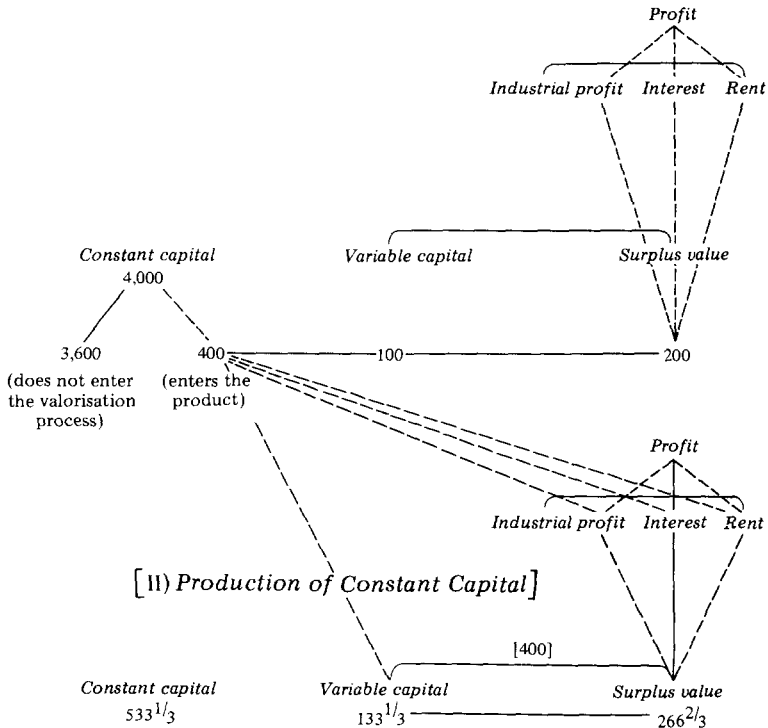 Profit
Industrial profit Interest Rent
Constant capital Variable capital Surplus value
4,000
3,600 400 100 200
(does not enter (enters the
the valorisation product)
process)
Profit
Industrial profit Interest Rent
[II) Production of Constant Capital]
[400]
Constant capital Variable capital Surplus value
533 1/3 133 1/3 266 2/3